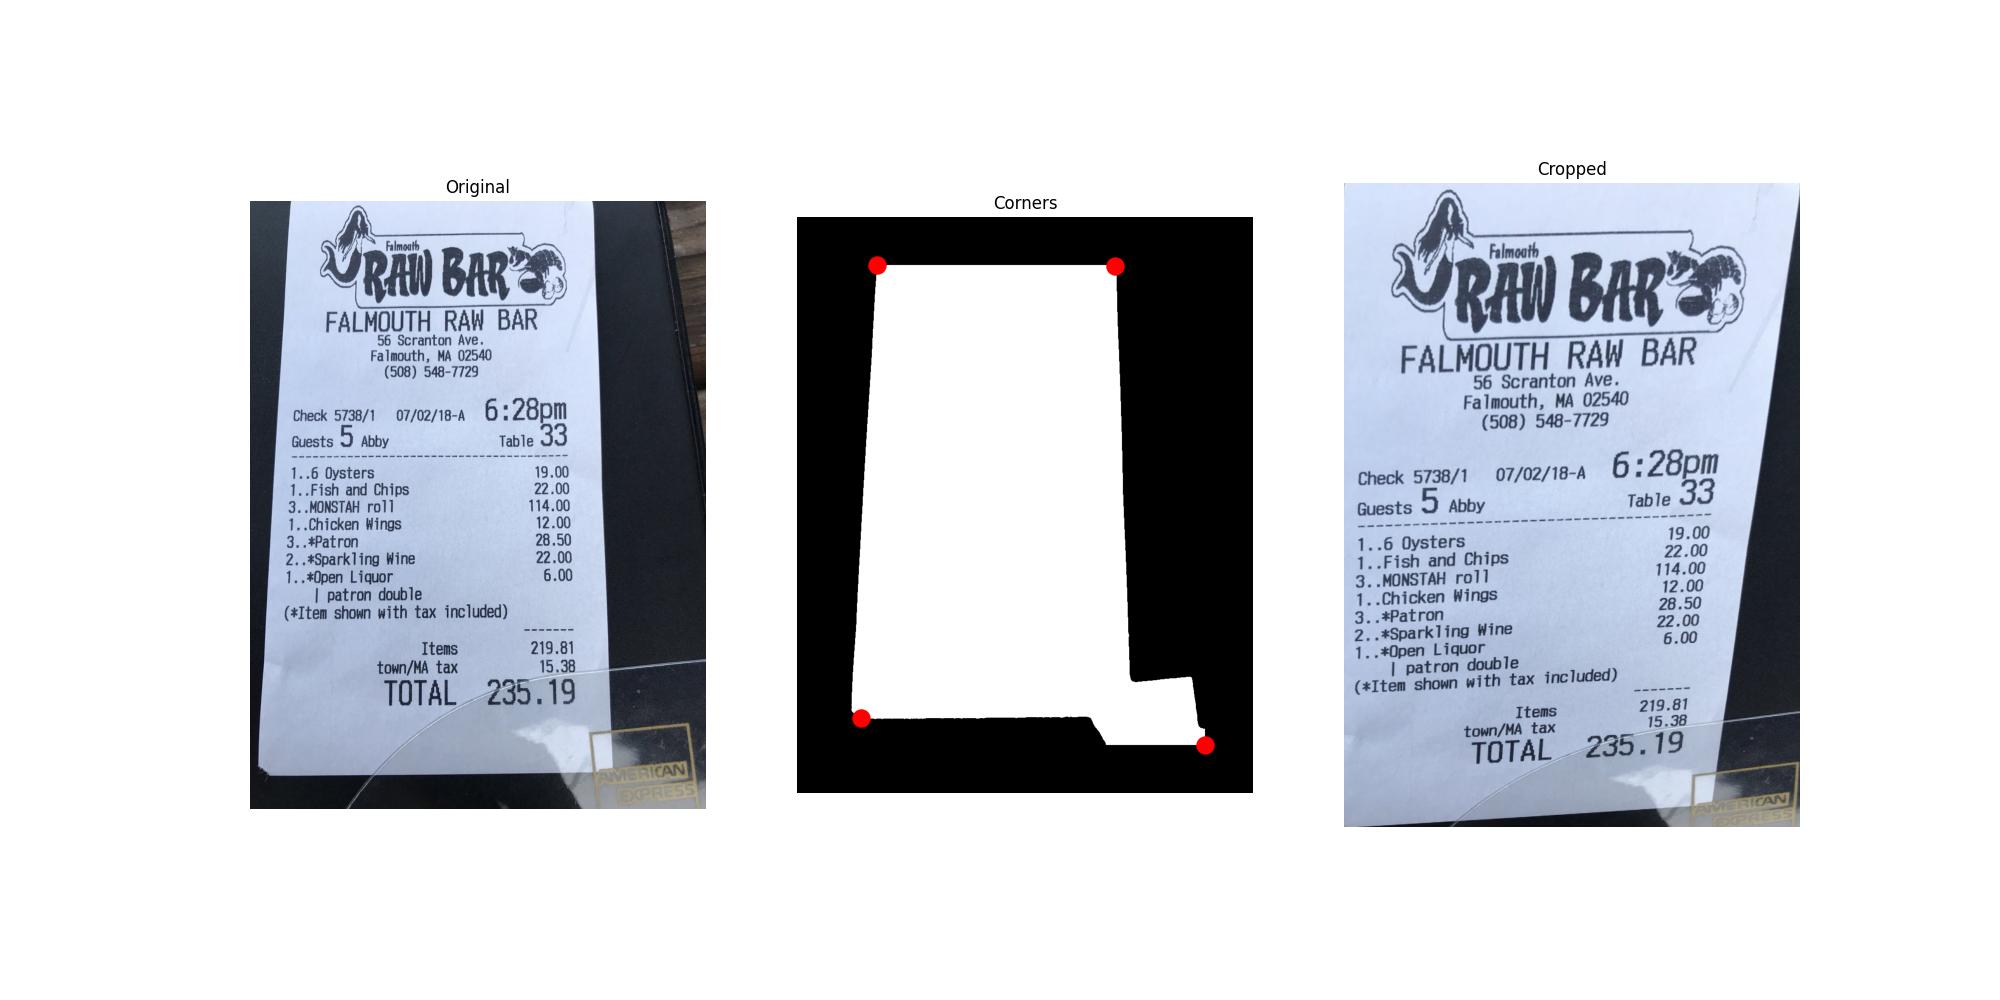 Original
Falmouth
RAW BAR
FALMOUTH RAW BAR
56 Scranton Ave.
Falmouth, MA 02540
(508) 548-7729
Check 5738/1 07/02/18-A 6:28pm
Guests 5 Abby Table 33
1..6 Oysters 19.00
1..Fish and Chips 22.00
3..MONSTAH roll 114.00
1..Chicken Wings 12.00
3..*Patron 28.50
2..*Sparkling Wine 22.00
1..*Open Liquor 6.00
| patron double
(*Item shown with tax included)
-------
Items 219.81
town/MA tax 15.38
TOTAL 235.19
AMERICAN
EXPRESS
Corners
Cropped
Falmouth
RAW BAR
FALMOUTH RAW BAR
56 Scranton Ave.
Falmouth, MA 02540
(508) 548-7729
Check 5738/1 07/02/18-A 6:28pm
Guests 5 Abby Table 33
1..6 Oysters 19.00
1..Fish and Chips 22.00
3..MONSTAH roll 114.00
1..Chicken Wings 12.00
3..*Patron 28.50
2..*Sparkling Wine 22.00
1..*Open Liquor 6.00
| patron double
(*Item shown with tax included)
-------
Items 219.81
town/MA tax 15.38
TOTAL 235.19
AMERICAN
EXPRESS